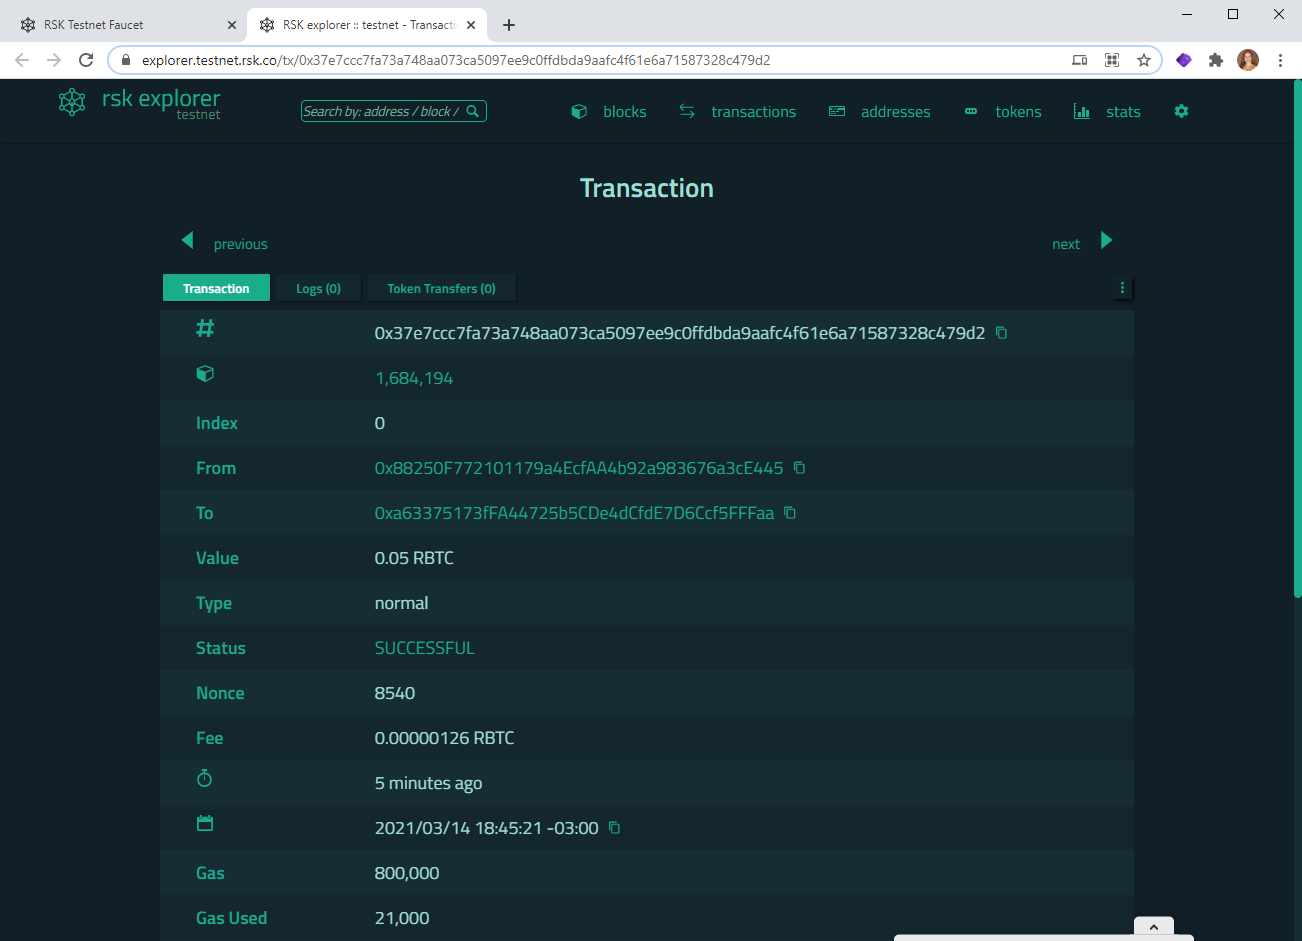 RSK Testnet Faucet
RSK explorer :: testnet - Transacti
explorer.testnet.rsk.co/tx/0x37e7ccc7fa73a748aa073ca5097ee9c0ffdbda9aafc4f61e6a71587328c479d2
rsk explorer
testnet
Search by: address / block /
blocks
transactions
addresses
tokens
stats
Transaction
previous
next
Transaction
Logs (0)
Token Transfers (0)
# 0x37e7ccc7fa73a748aa073ca5097ee9c0ffdbda9aafc4f61e6a71587328c479d2
1,684,194
Index 0
From 0x88250F772101179a4EcfAA4b92a983676a3cE445
To 0xa63375173fFA44725b5CDe4dCfdE7D6Ccf5FFFaa
Value 0.05 RBTC
Type normal
Status SUCCESSFUL
Nonce 8540
Fee 0.00000126 RBTC
5 minutes ago
2021/03/14 18:45:21 -03:00
Gas 800,000
Gas Used 21,000